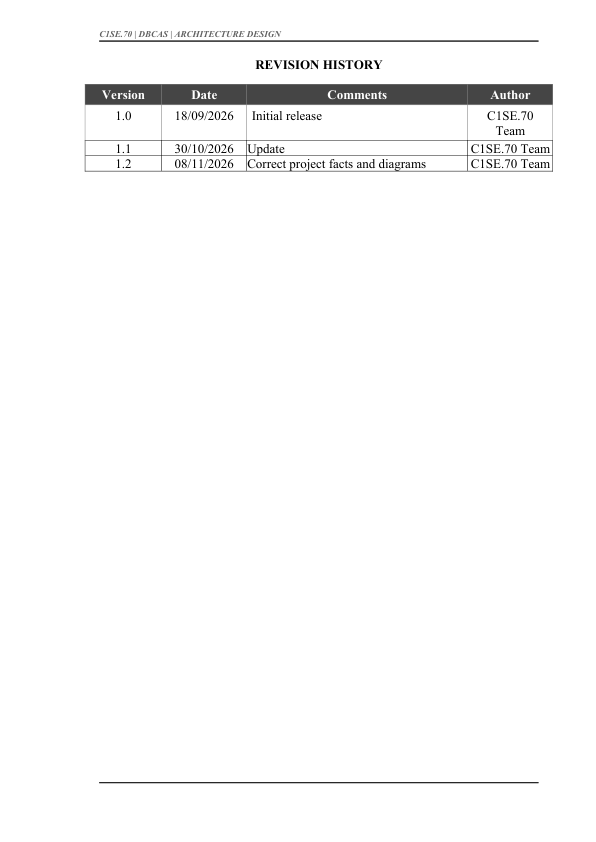 C1SE.70 | DBCAS | ARCHITECTURE DESIGN
REVISION HISTORY
Version Date Comments Author
1.0 18/09/2026 Initial release C1SE.70
Team
1.1 30/10/2026 Update C1SE.70 Team
1.2 08/11/2026 Correct project facts and diagrams C1SE.70 Team